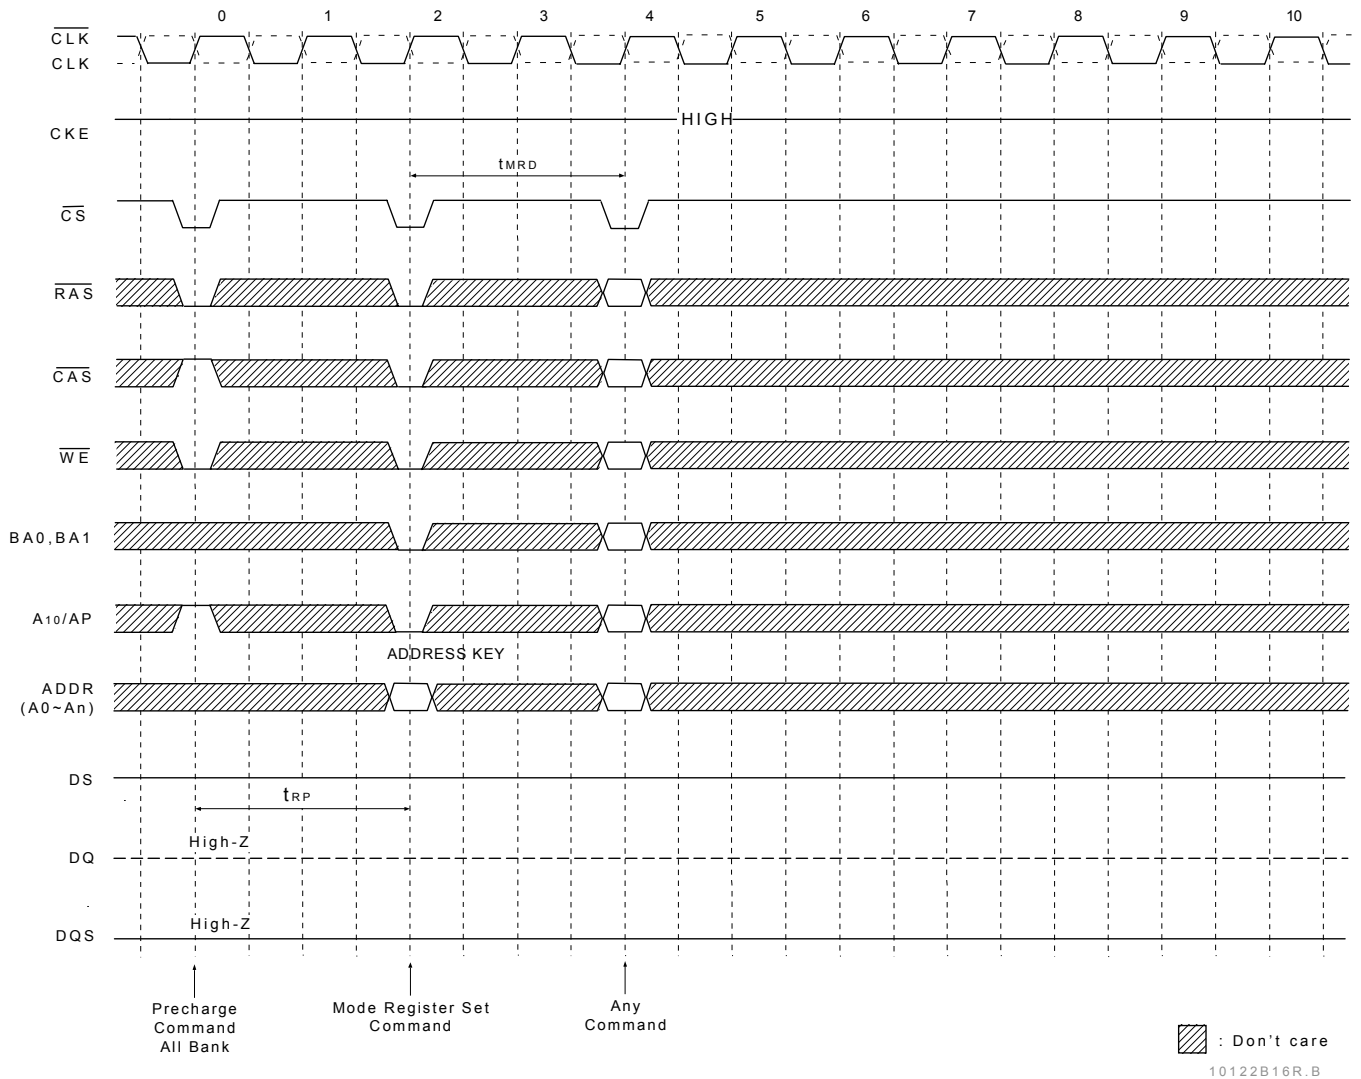 0 1 2 3 4 5 6 7 8 9 10
CLK
CLK
HIGH
CKE
tMRD
CS
RAS
CAS
WE
BA0,BA1
A10/AP
ADDRESS KEY
ADDR
(A0~An)
DS
tRP
High-Z
DQ
High-Z
DQS
Precharge
Command
All Bank
Mode Register Set
Command
Any
Command
: Don't care
10122B16R.B